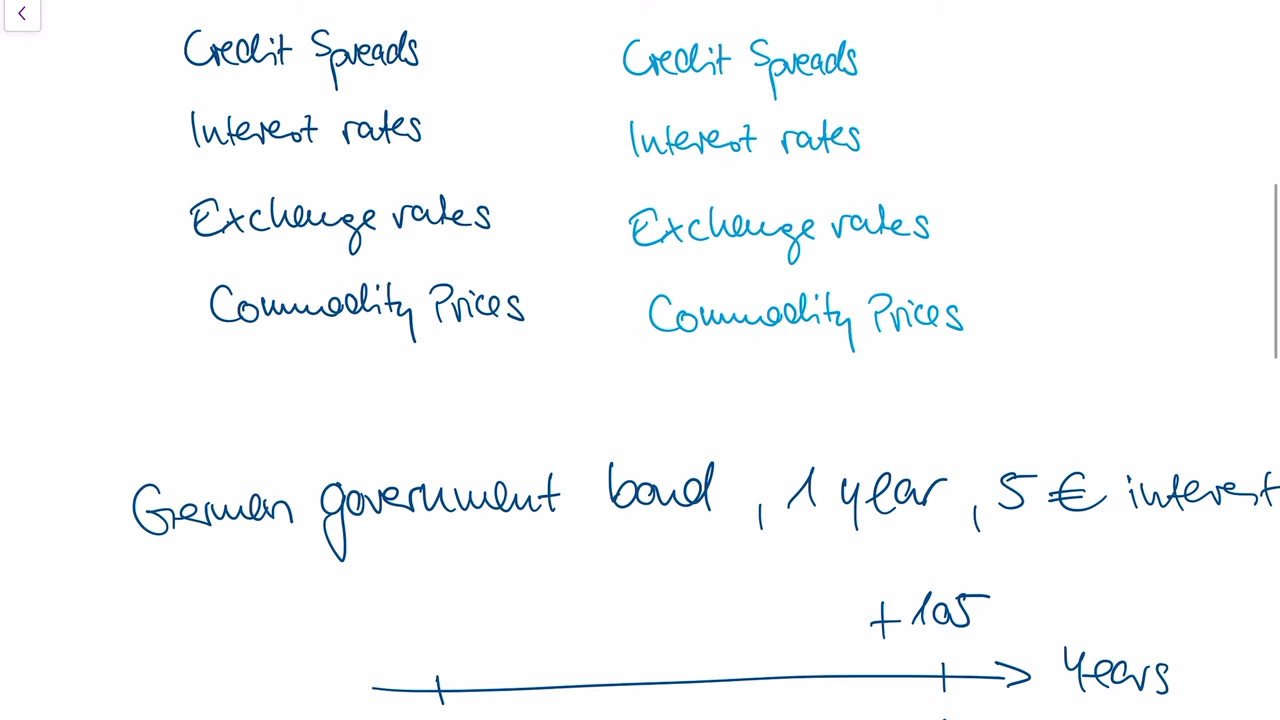 Credit Spreads Credit Spreads
Interest rates Interest rates
Exchange rates Exchange rates
Commodity Prices Commodity Prices
German government bond, 1 year, 5 € interest
+105
Years